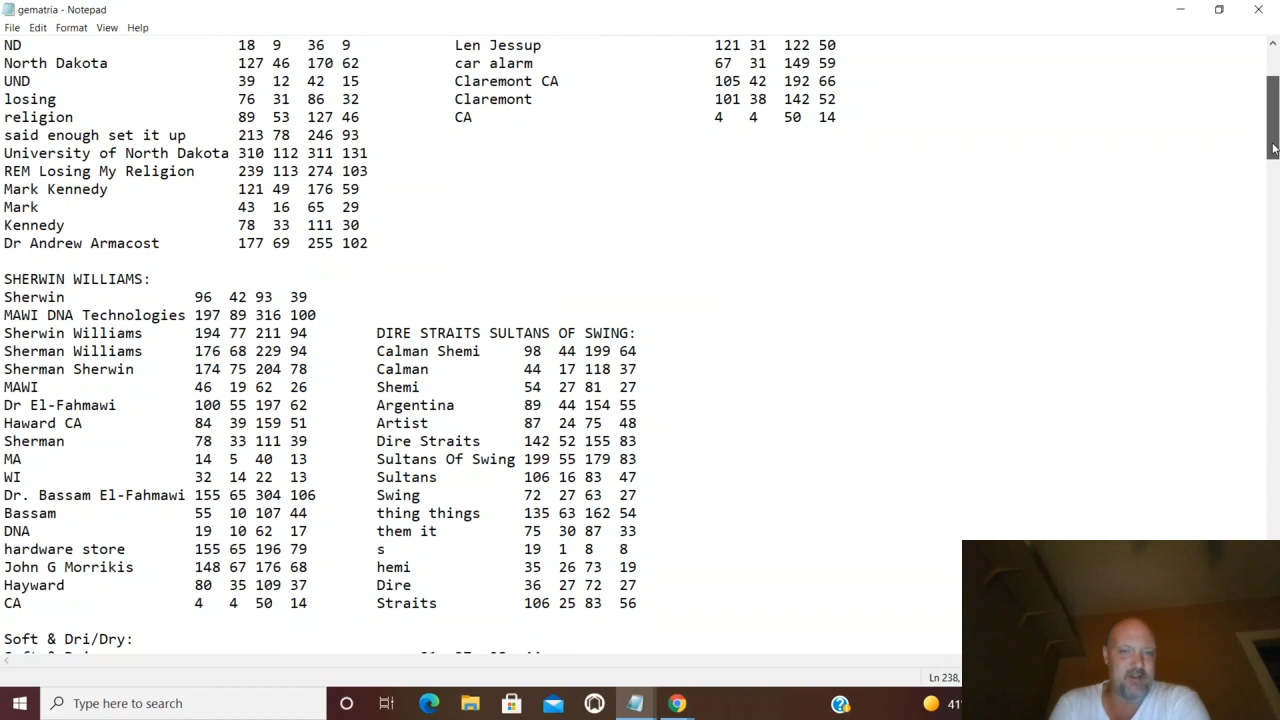 gematria - Notepad
File Edit Format View Help
ND 18 9 36 9
North Dakota 127 46 170 62
UND 39 12 42 15
losing 76 31 86 32
religion 89 53 127 46
said enough set it up 213 78 246 93
University of North Dakota 310 112 311 131
REM Losing My Religion 239 113 274 103
Mark Kennedy 121 49 176 59
Mark 43 16 65 29
Kennedy 78 33 111 30
Dr Andrew Armacost 177 69 255 102
Len Jessup 121 31 122 50
car alarm 67 31 149 59
Claremont CA 105 42 192 66
Claremont 101 38 142 52
CA 4 4 50 14
SHERWIN WILLIAMS:
Sherwin 96 42 93 39
MAWI DNA Technologies 197 89 316 100
Sherwin Williams 194 77 211 94
Sherman Williams 176 68 229 94
Sherman Sherwin 174 75 204 78
MAWI 46 19 62 26
Dr El-Fahmawi 100 55 197 62
Haward CA 84 39 159 51
Sherman 78 33 111 39
MA 14 5 40 13
WI 32 14 22 13
Dr. Bassam El-Fahmawi 155 65 304 106
Bassam 55 10 107 44
DNA 19 10 62 17
hardware store 155 65 196 79
John G Morrikis 148 67 176 68
Hayward 80 35 109 37
CA 4 4 50 14
DIRE STRAITS SULTANS OF SWING:
Calman Shemi 98 44 199 64
Calman 44 17 118 37
Shemi 54 27 81 27
Argentina 89 44 154 55
Artist 87 24 75 48
Dire Straits 142 52 155 83
Sultans Of Swing 199 55 179 83
Sultans 106 16 83 47
Swing 72 27 63 27
thing things 135 63 162 54
them it 75 30 87 33
s 19 1 8 8
hemi 35 26 73 19
Dire 36 27 72 27
Straits 106 25 83 56
Soft & Dri/Dry:
Ln 238,
Type here to search
41°